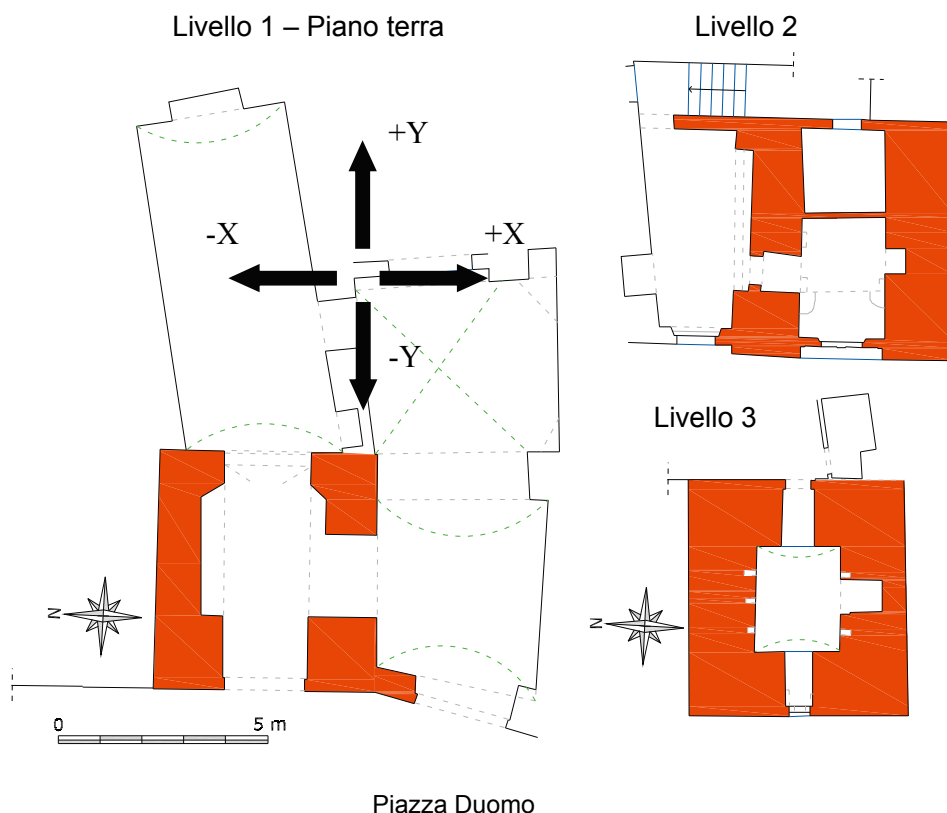 Livello 1 – Piano terra
Livello 2
+Y
-X
+X
-Y
Livello 3
N
N
0
5 m
Piazza Duomo